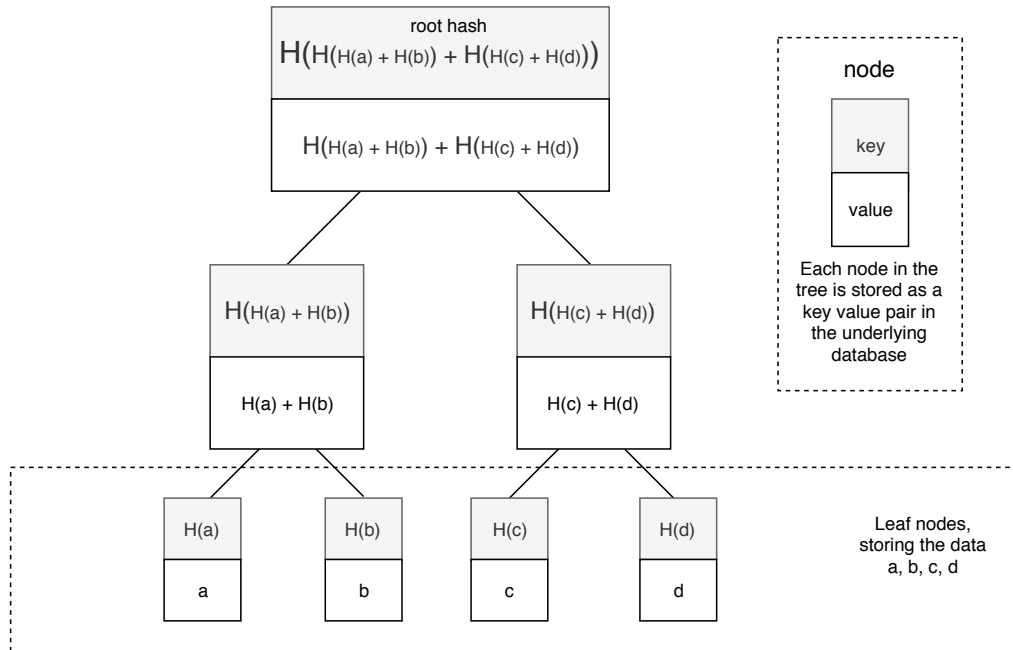 root hash
H(H(H(a) + H(b)) + H(H(c) + H(d)))
H(H(a) + H(b)) + H(H(c) + H(d))
node
key
value
Each node in the
tree is stored as a
key value pair in
the underlying
database
H(H(a) + H(b))
H(H(c) + H(d))
H(a) + H(b)
H(c) + H(d)
H(a)
H(b)
H(c)
H(d)
a
b
c
d
Leaf nodes,
storing the data
a, b, c, d